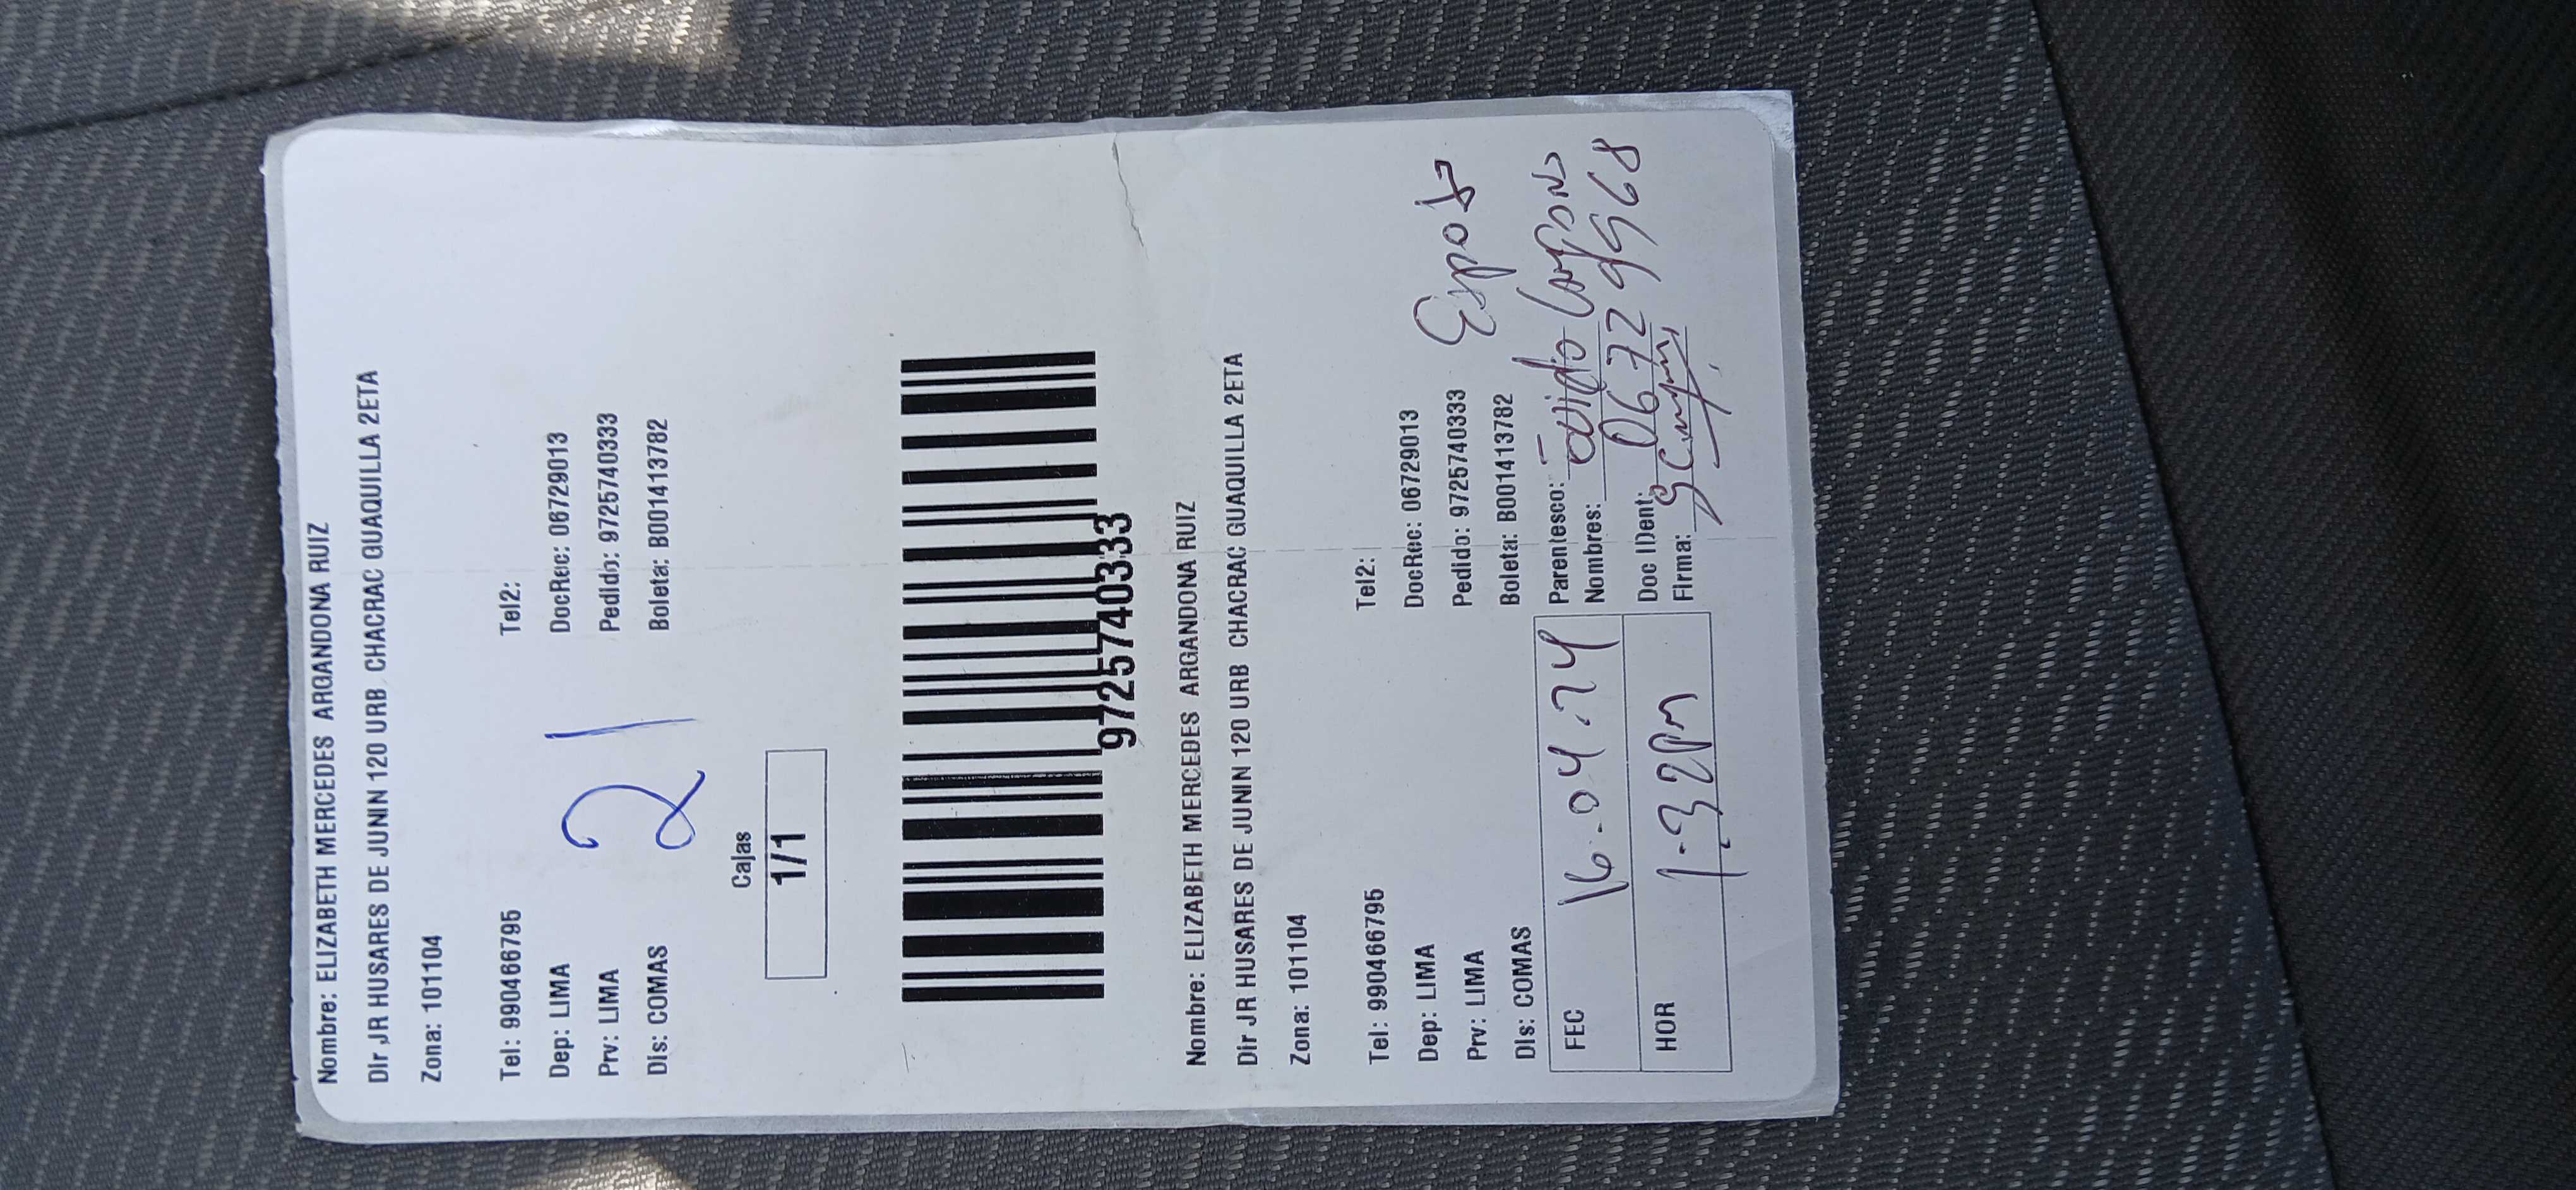 Nombre: ELIZABETH MERCEDES ARGANDONA RUIZ
Dir JR HUSARES DE JUNIN 120 URB CHACRAC GUAQUILLA 2ETA
Zona: 101104
Tel: 990466795 Tel2:
Dep: LIMA DocRec: 06729013
Prv: LIMA Pedido: 9725740333
Dis: COMAS Boleta: B001413782
21
Cajas
1/1
9725740333
Nombre: ELIZABETH MERCEDES ARGANDONA RUIZ
Dir JR HUSARES DE JUNIN 120 URB CHACRAC GUAQUILLA 2ETA
Zona: 101104
Tel: 990466795 Tel2:
Dep: LIMA DocRec: 06729013
Prv: LIMA Pedido: 9725740333
Dis: COMAS Boleta: B001413782
FEC 16.04.24 Parentesco:
Nombres:
HOR 1:32pm Doc IDent:
Firma: